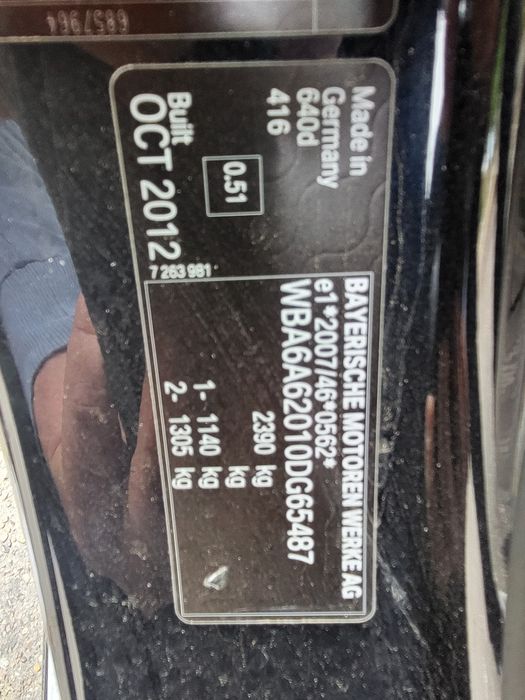 6857964
Made in
Germany
640d
416
0.51
Built
OCT 2012
7 263 981
BAYERISCHE MOTOREN WERKE AG
e1*2007/46*0562*
WBA6A62010DG65487
2390 kg
kg
1- 1140 kg
2- 1305 kg